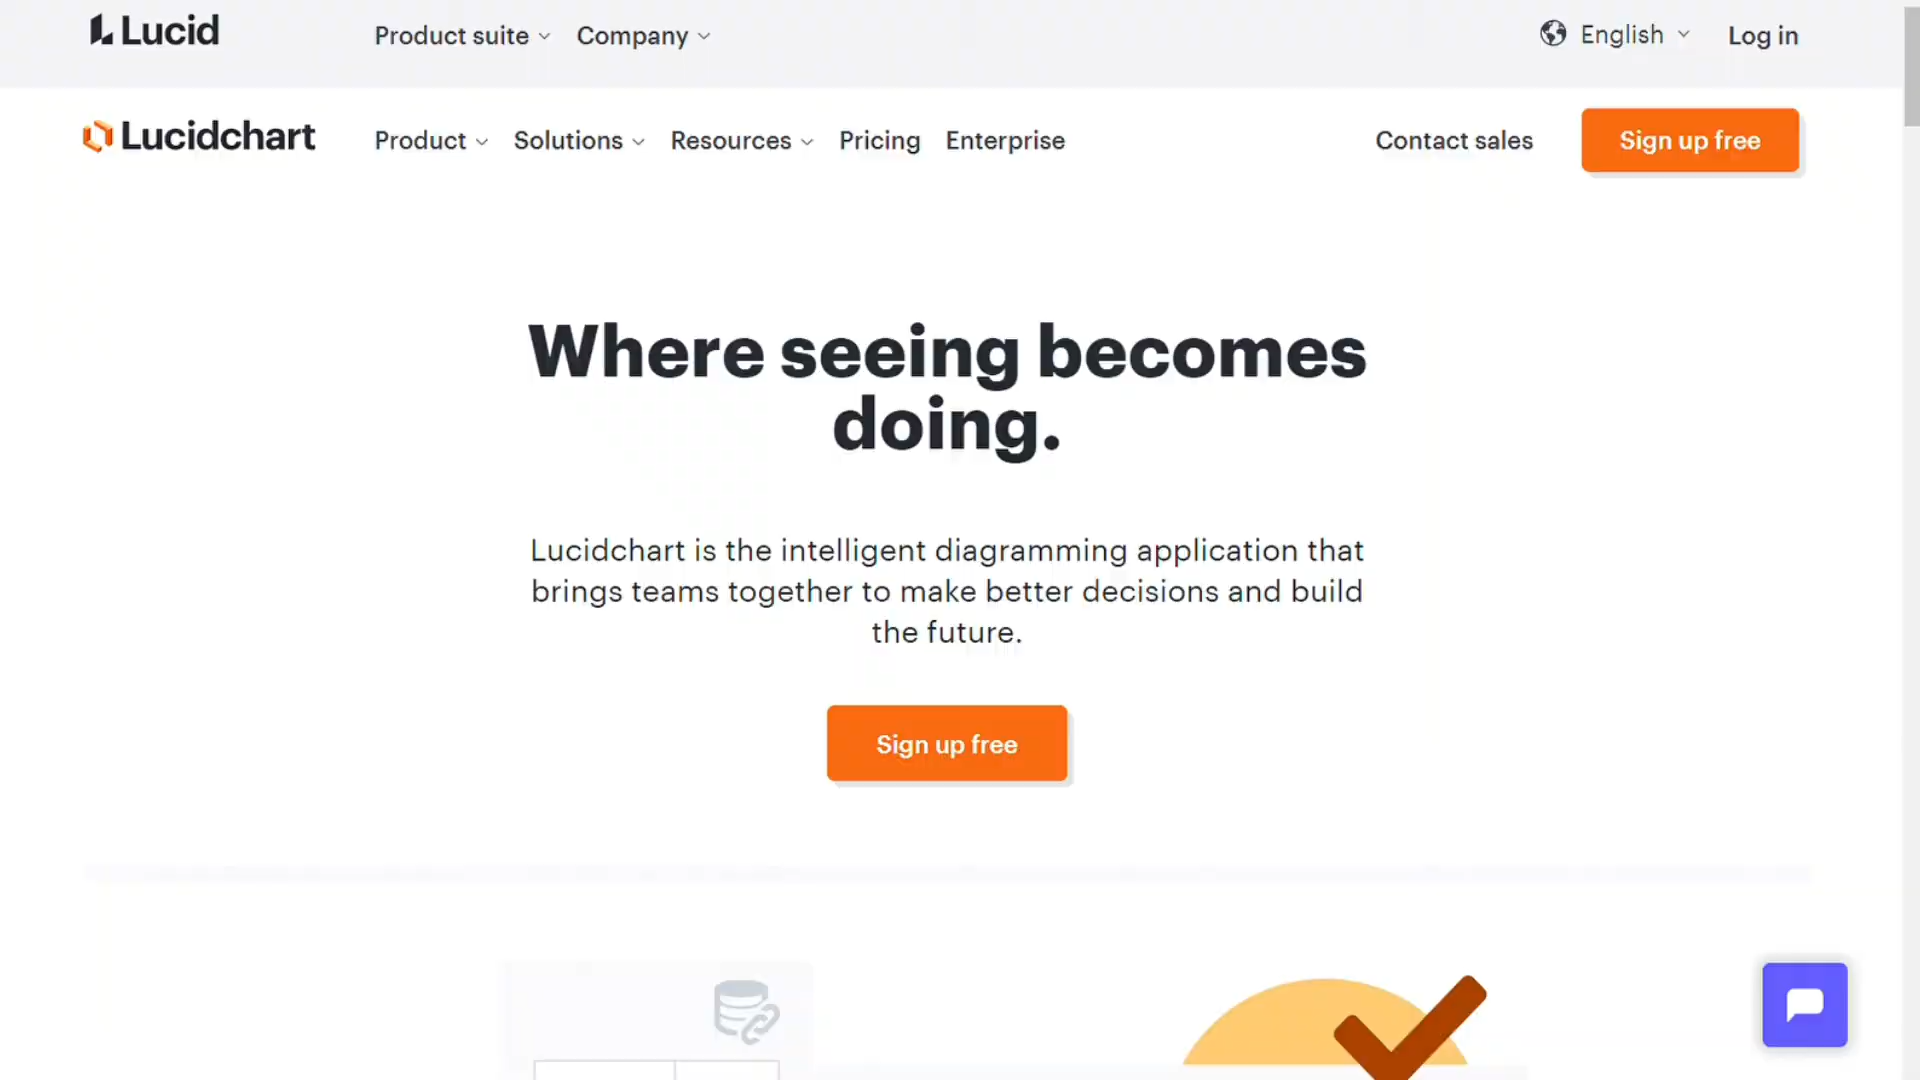 Lucid
Product suite
Company
English
Log in
Lucidchart
Product
Solutions
Resources
Pricing
Enterprise
Contact sales
Sign up free
Where seeing becomes
doing.
Lucidchart is the intelligent diagramming application that
brings teams together to make better decisions and build
the future.
Sign up free